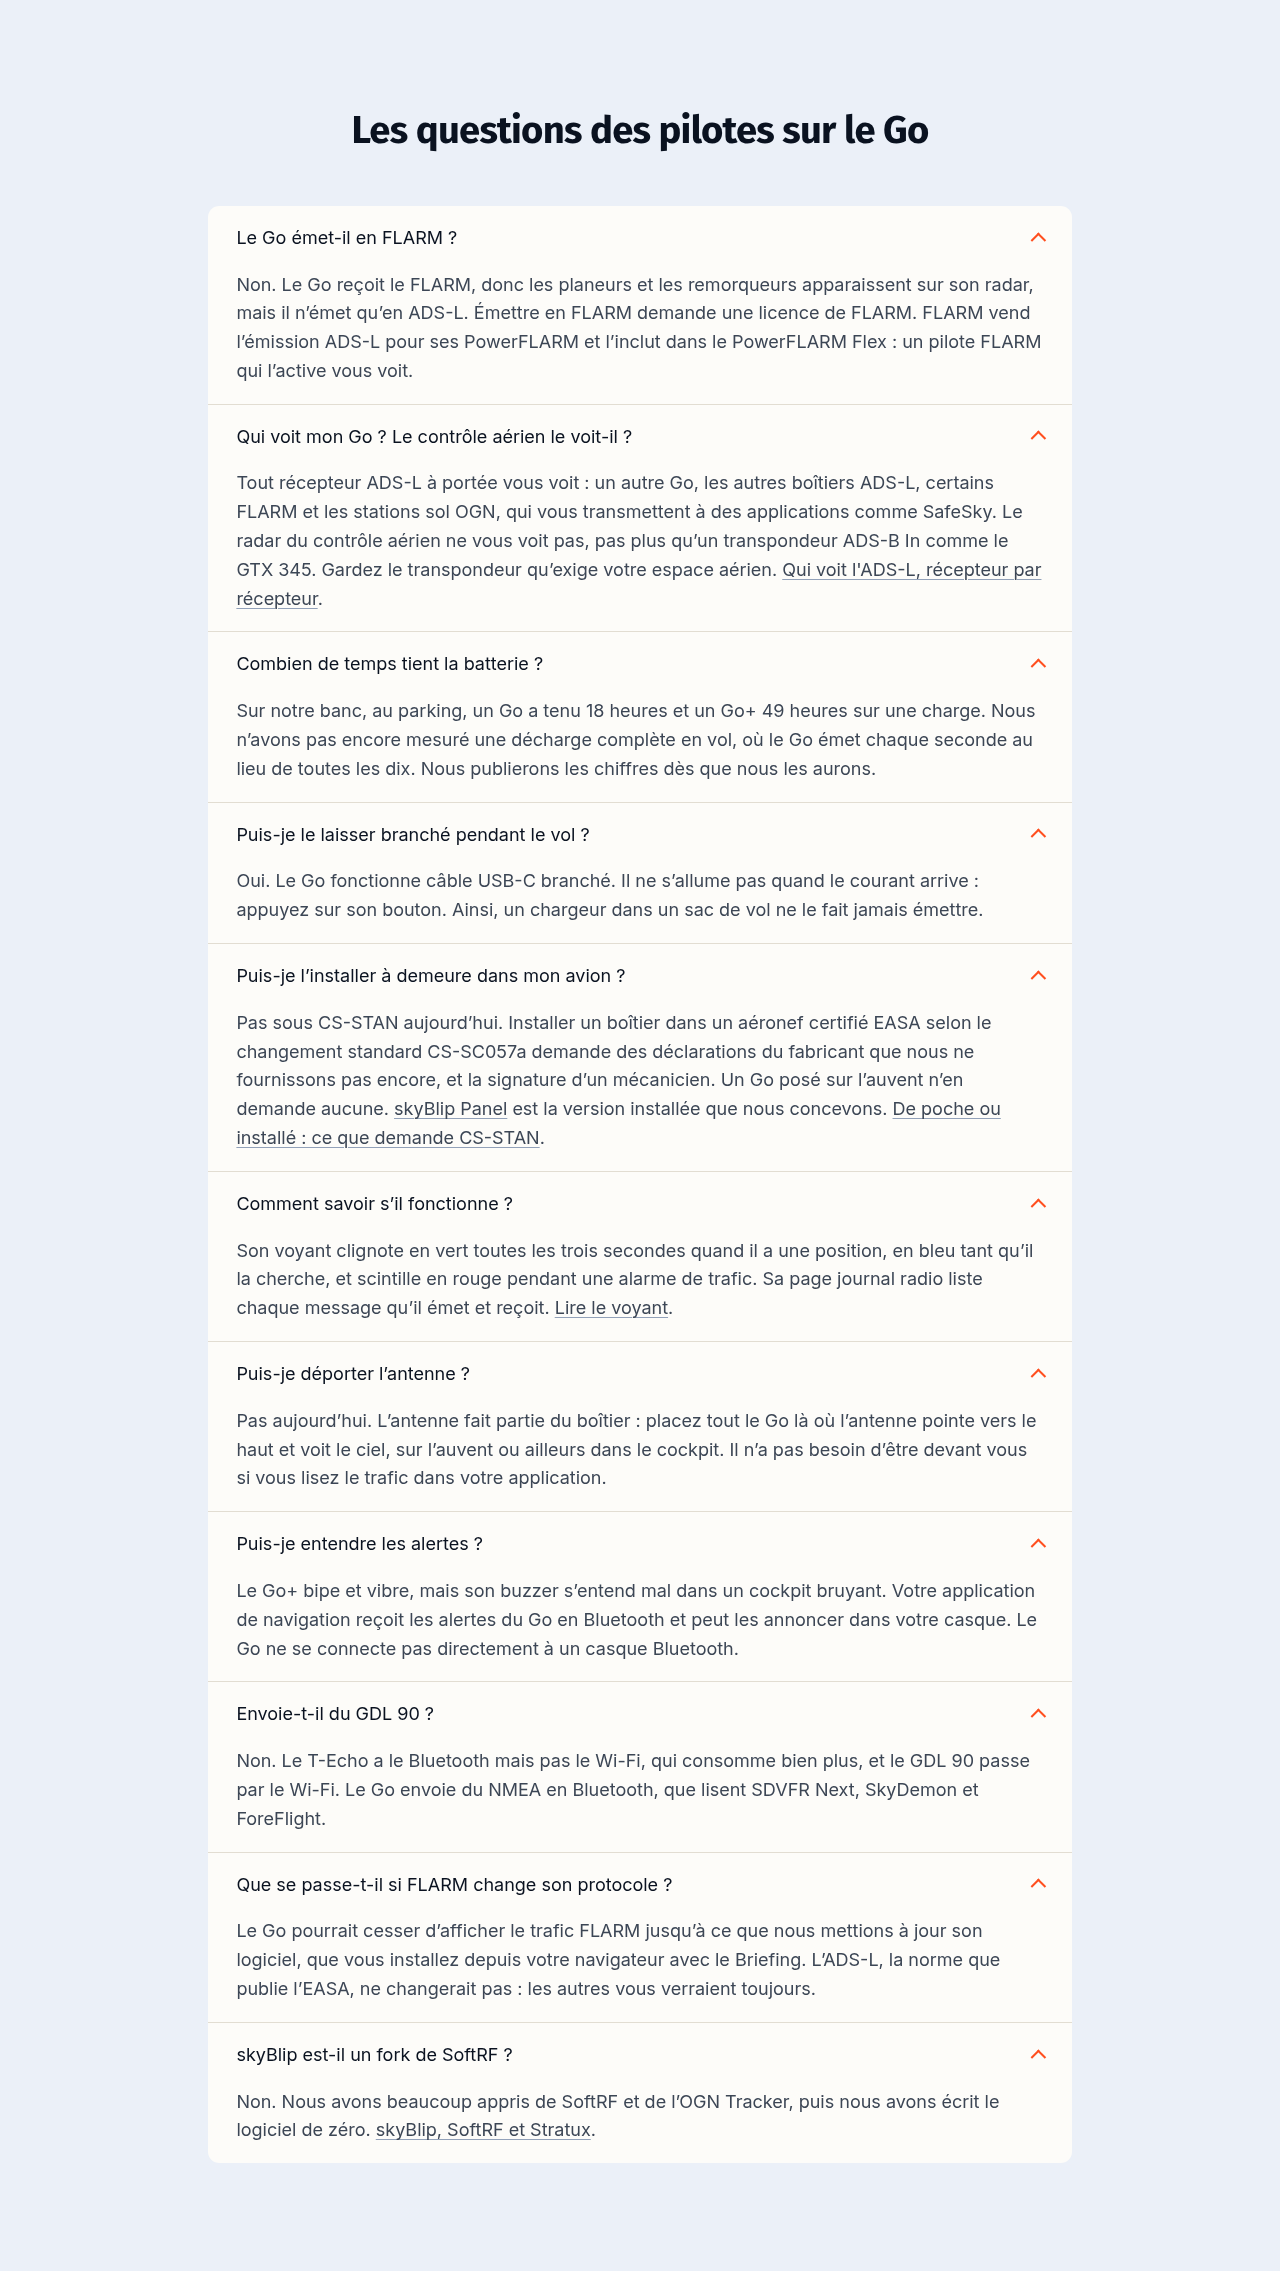 Les questions des pilotes sur le Go
Le Go émet-il en FLARM ?
Non. Le Go reçoit le FLARM, donc les planeurs et les remorqueurs apparaissent sur son radar,
mais il n’émet qu’en ADS-L. Émettre en FLARM demande une licence de FLARM. FLARM vend
l’émission ADS-L pour ses PowerFLARM et l’inclut dans le PowerFLARM Flex : un pilote FLARM
qui l’active vous voit.
Qui voit mon Go ? Le contrôle aérien le voit-il ?
Tout récepteur ADS-L à portée vous voit : un autre Go, les autres boîtiers ADS-L, certains
FLARM et les stations sol OGN, qui vous transmettent à des applications comme SafeSky. Le
radar du contrôle aérien ne vous voit pas, pas plus qu’un transpondeur ADS-B In comme le
GTX 345. Gardez le transpondeur qu’exige votre espace aérien. Qui voit l'ADS-L, récepteur par
récepteur.
Combien de temps tient la batterie ?
Sur notre banc, au parking, un Go a tenu 18 heures et un Go+ 49 heures sur une charge. Nous
n’avons pas encore mesuré une décharge complète en vol, où le Go émet chaque seconde au
lieu de toutes les dix. Nous publierons les chiffres dès que nous les aurons.
Puis-je le laisser branché pendant le vol ?
Oui. Le Go fonctionne câble USB-C branché. Il ne s’allume pas quand le courant arrive :
appuyez sur son bouton. Ainsi, un chargeur dans un sac de vol ne le fait jamais émettre.
Puis-je l’installer à demeure dans mon avion ?
Pas sous CS-STAN aujourd’hui. Installer un boîtier dans un aéronef certifié EASA selon le
changement standard CS-SC057a demande des déclarations du fabricant que nous ne
fournissons pas encore, et la signature d’un mécanicien. Un Go posé sur l’auvent n’en
demande aucune. skyBlip Panel est la version installée que nous concevons. De poche ou
installé : ce que demande CS-STAN.
Comment savoir s’il fonctionne ?
Son voyant clignote en vert toutes les trois secondes quand il a une position, en bleu tant qu’il
la cherche, et scintille en rouge pendant une alarme de trafic. Sa page journal radio liste
chaque message qu’il émet et reçoit. Lire le voyant.
Puis-je déporter l’antenne ?
Pas aujourd’hui. L’antenne fait partie du boîtier : placez tout le Go là où l’antenne pointe vers le
haut et voit le ciel, sur l’auvent ou ailleurs dans le cockpit. Il n’a pas besoin d’être devant vous
si vous lisez le trafic dans votre application.
Puis-je entendre les alertes ?
Le Go+ bipe et vibre, mais son buzzer s’entend mal dans un cockpit bruyant. Votre application
de navigation reçoit les alertes du Go en Bluetooth et peut les annoncer dans votre casque. Le
Go ne se connecte pas directement à un casque Bluetooth.
Envoie-t-il du GDL 90 ?
Non. Le T-Echo a le Bluetooth mais pas le Wi-Fi, qui consomme bien plus, et le GDL 90 passe
par le Wi-Fi. Le Go envoie du NMEA en Bluetooth, que lisent SDVFR Next, SkyDemon et
ForeFlight.
Que se passe-t-il si FLARM change son protocole ?
Le Go pourrait cesser d’afficher le trafic FLARM jusqu’à ce que nous mettions à jour son
logiciel, que vous installez depuis votre navigateur avec le Briefing. L’ADS-L, la norme que
publie l’EASA, ne changerait pas : les autres vous verraient toujours.
skyBlip est-il un fork de SoftRF ?
Non. Nous avons beaucoup appris de SoftRF et de l’OGN Tracker, puis nous avons écrit le
logiciel de zéro. skyBlip, SoftRF et Stratux.